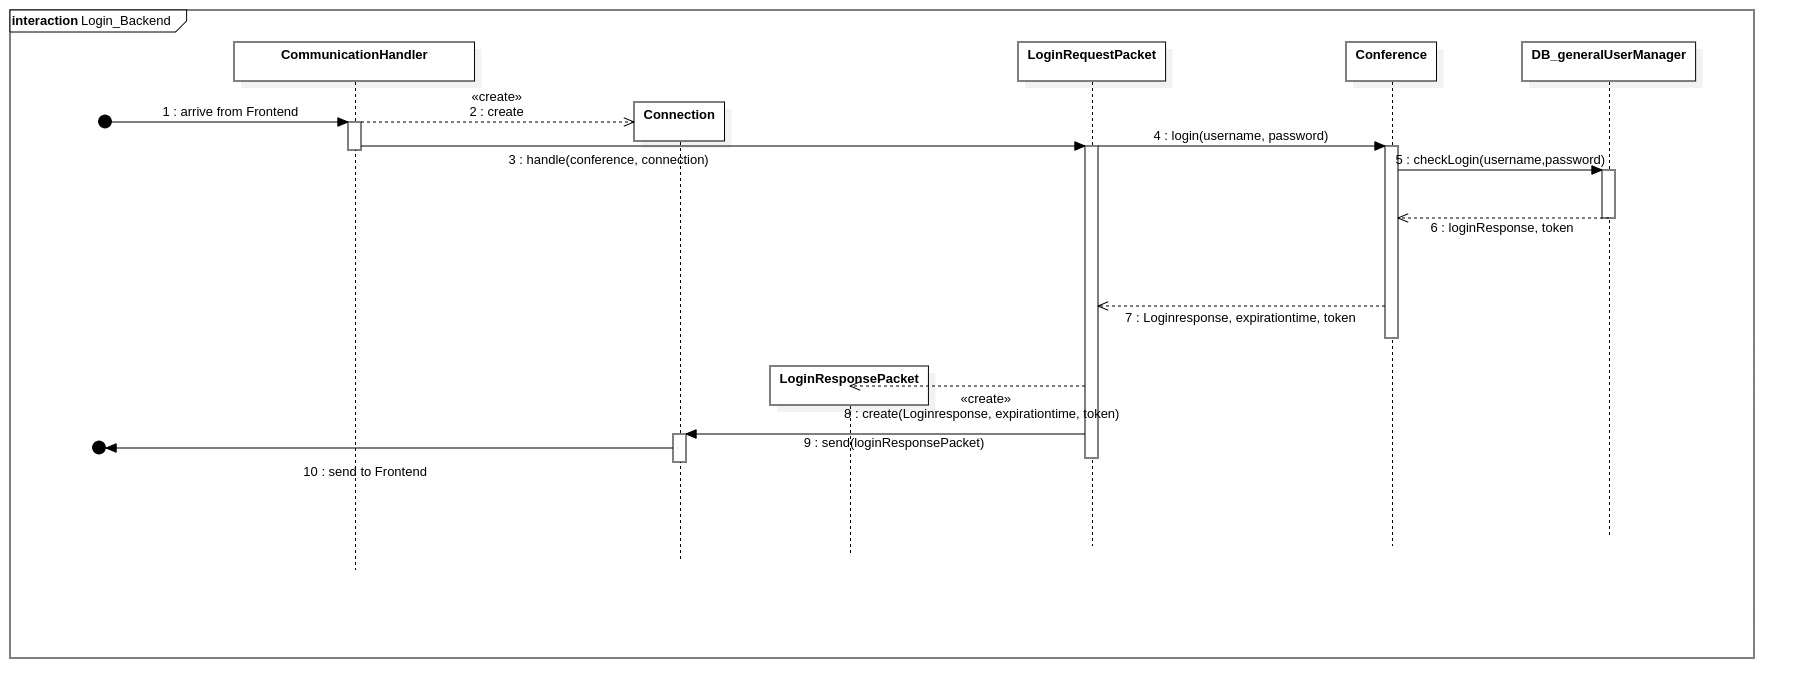 interaction Login_Backend
CommunicationHandler
LoginRequestPacket
Conference
DB_generalUserManager
«create»
1 : arrive from Frontend
2 : create
Connection
4 : login(username, password)
3 : handle(conference, connection)
5 : checkLogin(username,password)
6 : loginResponse, token
7 : Loginresponse, expirationtime, token
LoginResponsePacket
«create»
8 : create(Loginresponse, expirationtime, token)
9 : send(loginResponsePacket)
10 : send to Frontend